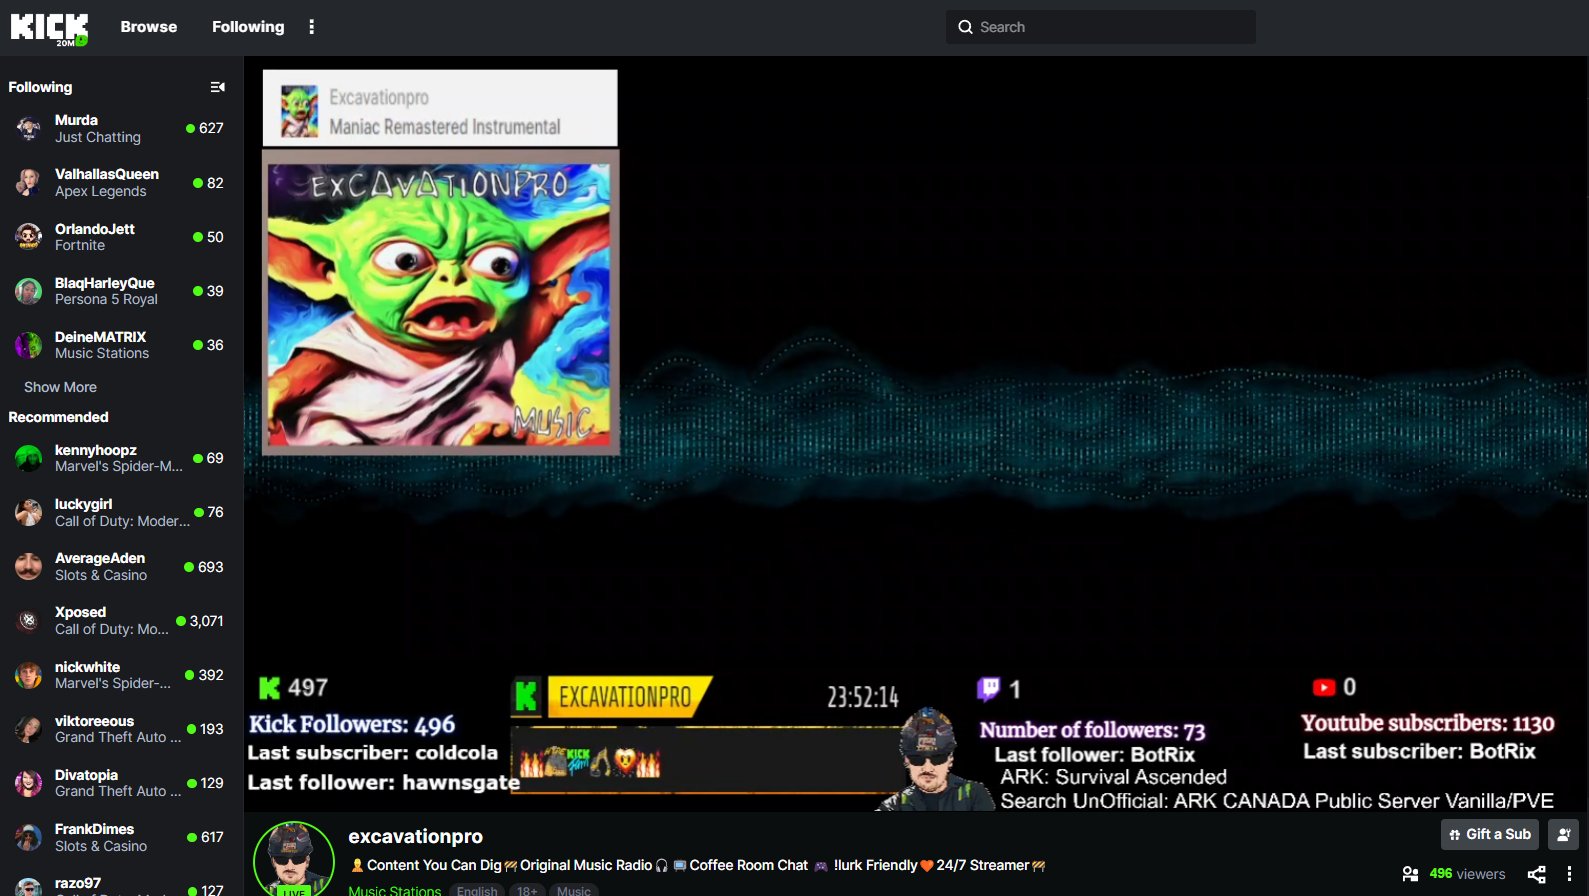 KICK
20M
Browse
Following
Search
Following
Murda
Just Chatting
627
ValhallasQueen
Apex Legends
82
OrlandoJett
Fortnite
50
BlaqHarleyQue
Persona 5 Royal
39
DeineMATRIX
Music Stations
36
Show More
Recommended
kennyhoopz
Marvel's Spider-M...
69
luckygirl
Call of Duty: Moder...
76
AverageAden
Slots & Casino
693
Xposed
Call of Duty: Mo...
3,071
nickwhite
Marvel's Spider-...
392
viktoreeous
Grand Theft Auto ...
193
Divatopia
Grand Theft Auto ...
129
FrankDimes
Slots & Casino
617
razo97
127
Excavationpro
Maniac Remastered Instrumental
EXCAVATIONPRO
MUSIC
497
Kick Followers: 496
Last subscriber: coldcola
Last follower: hawnsgate
EXCAVATIONPRO
23:52:14
KICK
1
Number of followers: 73
Last follower: BotRix
ARK: Survival Ascended
Search UnOfficial: ARK CANADA Public Server Vanilla/PVE
0
Youtube subscribers: 1130
Last subscriber: BotRix
LIVE
excavationpro
Content You Can Dig Original Music Radio Coffee Room Chat !lurk Friendly 24/7 Streamer
Music Stations English 18+ Music
Gift a Sub
496 viewers